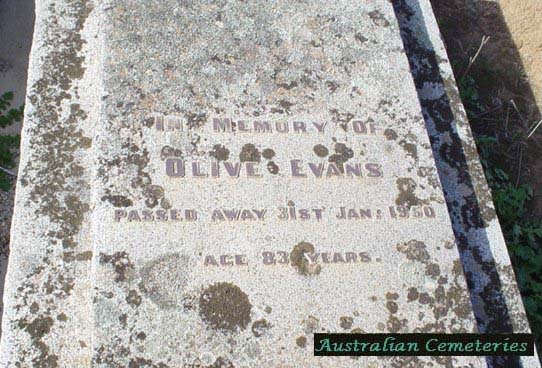 IN MEMORY OF
OLIVE EVANS
PASSED AWAY 31ST JAN: 1950
AGE 83 YEARS.
Australian Cemeteries